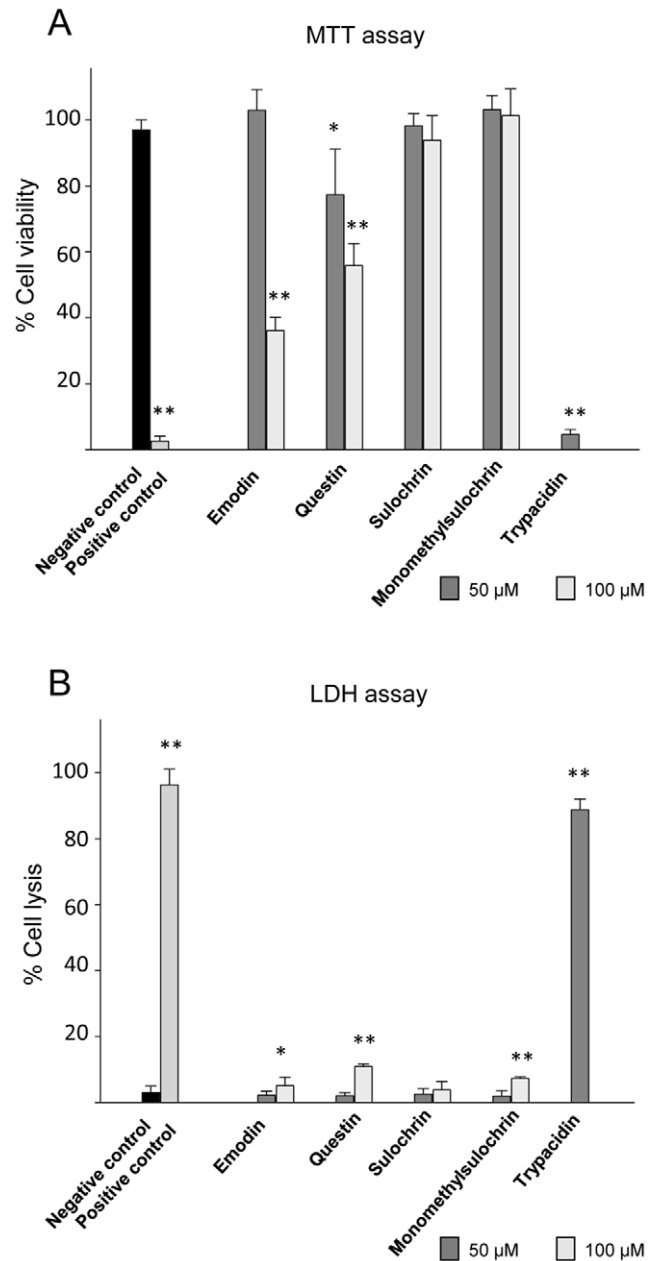 A
MTT assay
% Cell viability
100
80
60
40
20
**
**
*
**
**
Negative control
Positive control
Emodin
Questin
Sulochrin
Monomethylsulochrin
Trypacidin
50 µM
100 µM
B
LDH assay
% Cell lysis
100
80
60
40
20
**
*
**
**
**
Negative control
Positive control
Emodin
Questin
Sulochrin
Monomethylsulochrin
Trypacidin
50 µM
100 µM